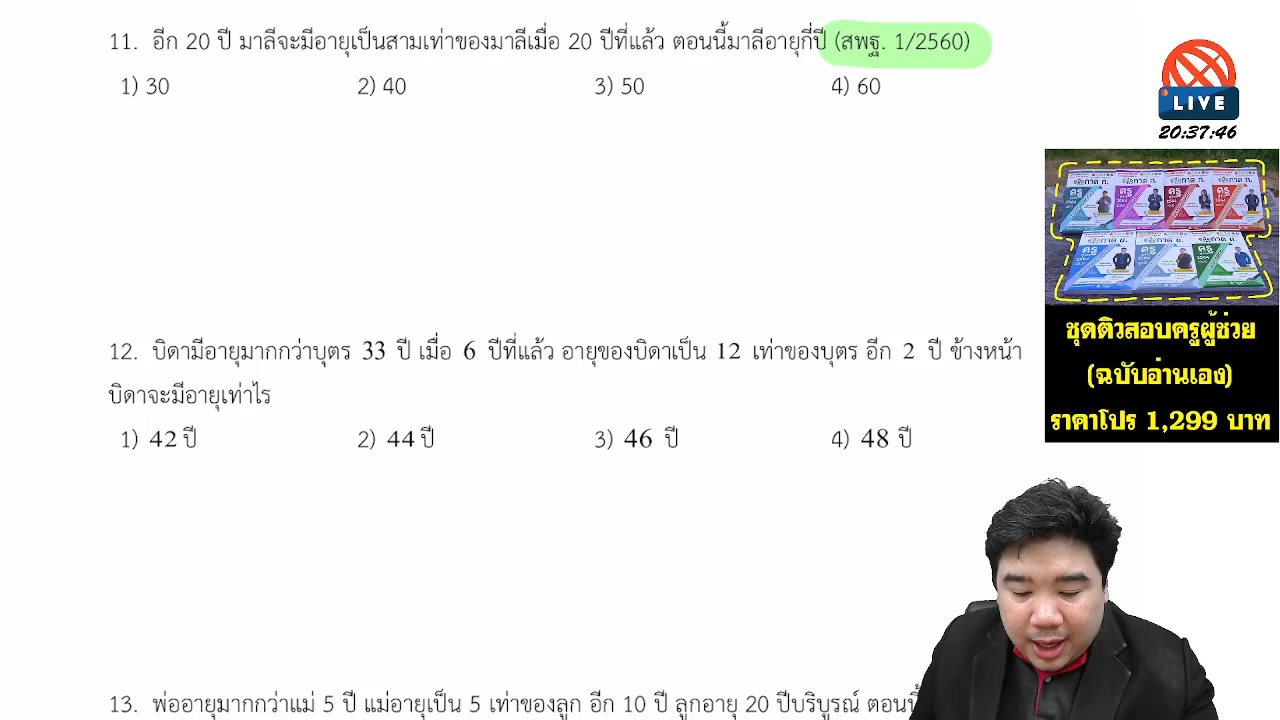 11. อีก 20 ปี มาลีจะมีอายุเป็นสามเท่าของมาลีเมื่อ 20 ปีที่แล้ว ตอนนี้มาลีอายุกี่ปี (สพฐ. 1/2560)
1) 30 2) 40 3) 50 4) 60
LIVE
20:37:46
ชุดติวสอบครูผู้ช่วย
(ฉบับอ่านเอง)
ราคาโปร 1,299 บาท
12. บิดามีอายุมากกว่าบุตร 33 ปี เมื่อ 6 ปีที่แล้ว อายุของบิดาเป็น 12 เท่าของบุตร อีก 2 ปี ข้างหน้า
บิดาจะมีอายุเท่าไร
1) 42 ปี 2) 44 ปี 3) 46 ปี 4) 48 ปี
13. พ่ออายุมากกว่าแม่ 5 ปี แม่อายุเป็น 5 เท่าของลูก อีก 10 ปี ลูกอายุ 20 ปีบริบูรณ์ ตอนนี้